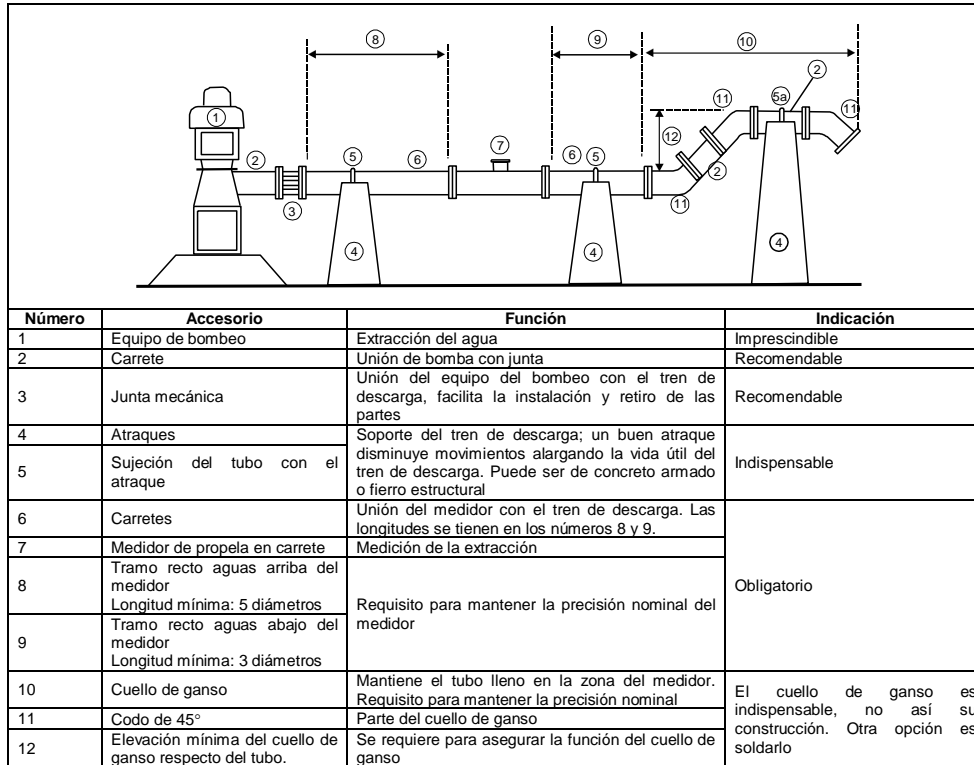 8
9
10
2
5a
11
11
1
12
7
2
5
6
6
5
2
3
11
4
4
4
Número Accesorio Función Indicación
1 Equipo de bombeo Extracción del agua Imprescindible
2 Carrete Unión de bomba con junta Recomendable
3 Junta mecánica Unión del equipo del bombeo con el tren de
descarga, facilita la instalación y retiro de las
partes
Recomendable
4 Atraques
5 Sujeción del tubo con el
atraque
Soporte del tren de descarga; un buen atraque
disminuye movimientos alargando la vida útil del
tren de descarga. Puede ser de concreto armado
o fierro estructural
Indispensable
6 Carretes Unión del medidor con el tren de descarga. Las
longitudes se tienen en los números 8 y 9.
7 Medidor de propela en carrete Medición de la extracción
8 Tramo recto aguas arriba del
medidor
Longitud mínima: 5 diámetros
9 Tramo recto aguas abajo del
medidor
Longitud mínima: 3 diámetros
Requisito para mantener la precisión nominal del
medidor
Obligatorio
10 Cuello de ganso Mantiene el tubo lleno en la zona del medidor.
Requisito para mantener la precisión nominal
11 Codo de 45° Parte del cuello de ganso
12 Elevación mínima del cuello de
ganso respecto del tubo.
Se requiere para asegurar la función del cuello de
ganso
El cuello de ganso es
indispensable, no así su
construcción. Otra opción es
soldarlo